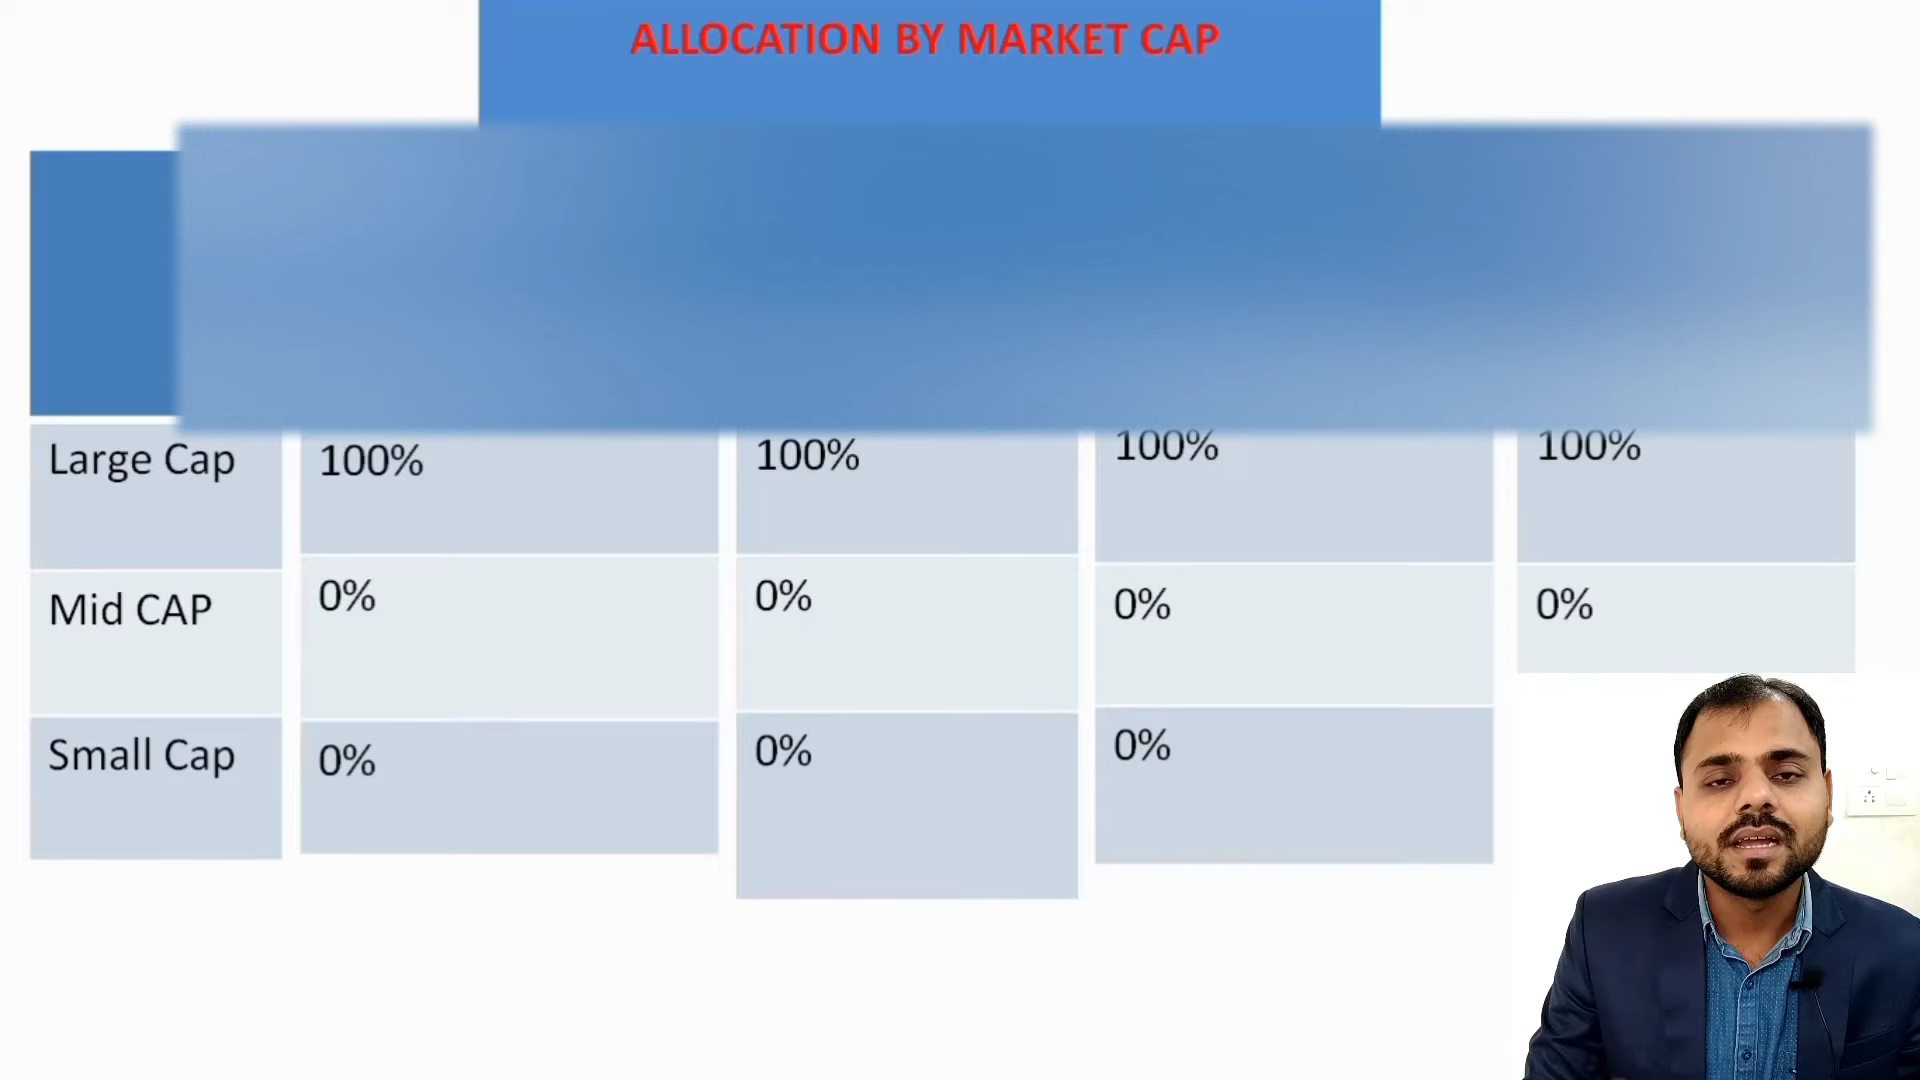 ALLOCATION BY MARKET CAP
Large Cap 100% 100% 100% 100%
Mid CAP 0% 0% 0% 0%
Small Cap 0% 0% 0%